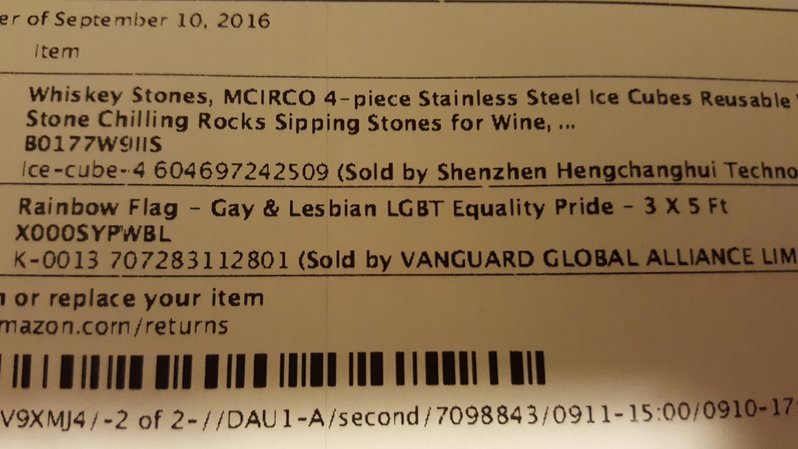 er of September 10, 2016
Item
Whiskey Stones, MCIRCO 4-piece Stainless Steel Ice Cubes Reusable
Stone Chilling Rocks Sipping Stones for Wine, ...
B0177W9IIS
Ice-cube-4 604697242509 (Sold by Shenzhen Hengchanghui Techno
Rainbow Flag - Gay & Lesbian LGBT Equality Pride - 3 X 5 Ft
X000SYPWBL
K-0013 707283112801 (Sold by VANGUARD GLOBAL ALLIANCE LIM
n or replace your item
mazon.com/returns
V9XMJ4/-2 of 2-//DAU1-A/second/7098843/0911-15:00/0910-17